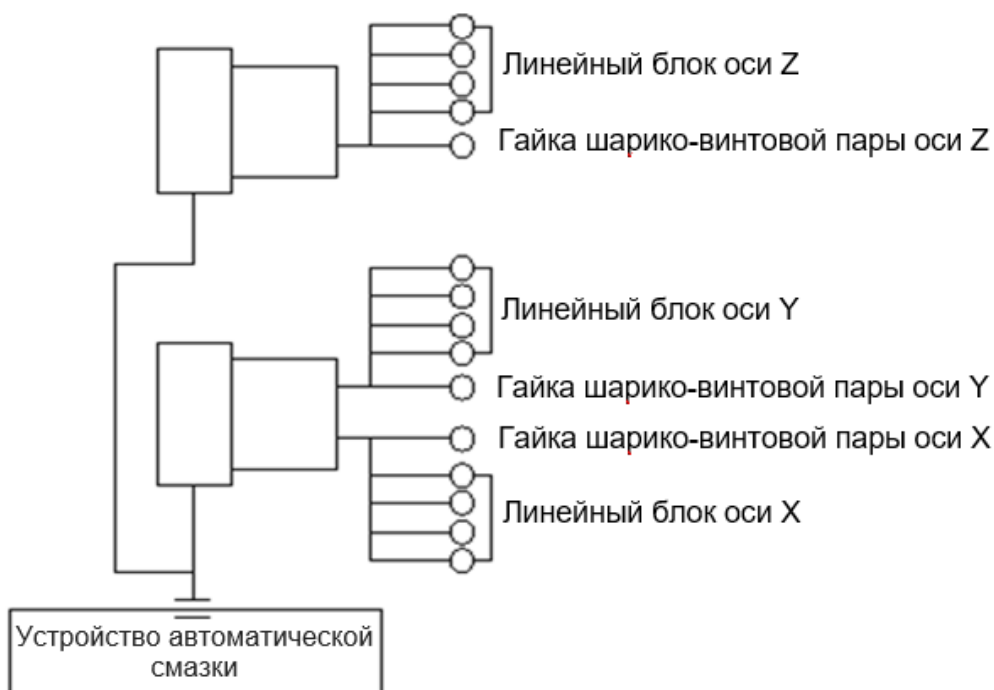 Линейный блок оси Z
Гайка шарико-винтовой пары оси Z
Линейный блок оси Y
Гайка шарико-винтовой пары оси Y
Гайка шарико-винтовой пары оси X
Линейный блок оси X
Устройство автоматической
смазки